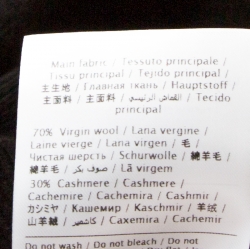 Main fabric / Tessuto principale /
Tissu principal / Tejido principal /
主生地 / Главная ткань / Hauptstoff /
主面料 / 主面料 / القماش الرئيسي / Tecido
principal
70% Virgin wool / Lana vergine /
Laine vierge / Lana virgen / 毛 /
Чистая шерсть / Schurwolle / 綿羊毛 /
绵羊毛 / صوف بكر / Lã virgem
30% Cashmere / Cashmere /
Cachemire / Cachemira / Cashmir /
カシミヤ / Кашемир / Kaschmir / 羊绒 /
山羊絨 / كاشمير / Caxemira / Cachemir
Do not wash / Do not bleach / Do not